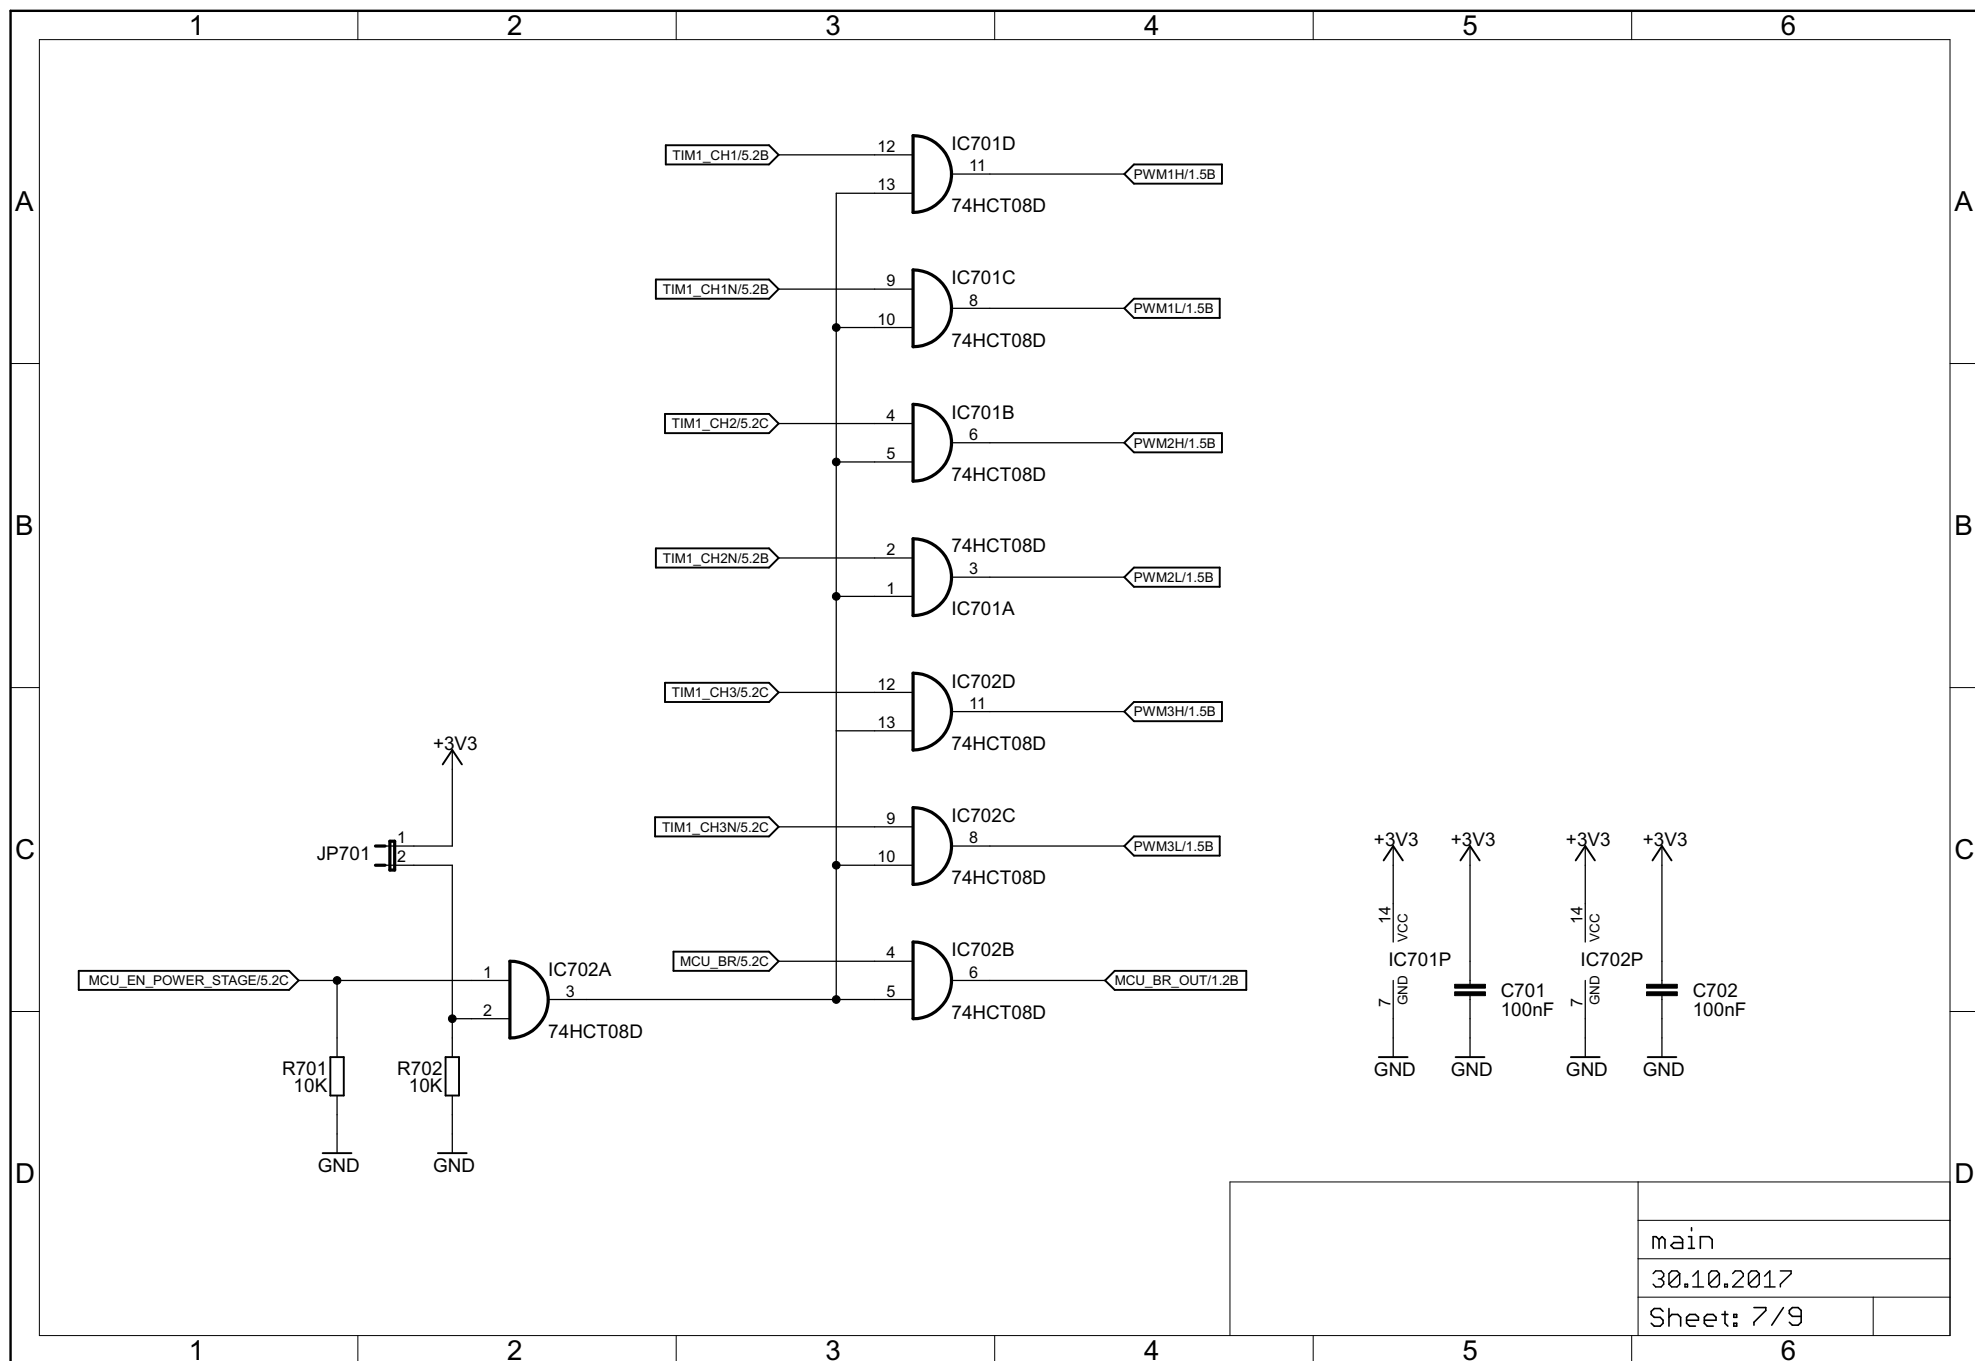 1 2 3 4 5 6
A A
B B
C C
D D
TIM1_CH1/5.2B 12 13 IC701D 11 74HCT08D PWM1H/1.5B
TIM1_CH1N/5.2B 9 10 IC701C 8 74HCT08D PWM1L/1.5B
TIM1_CH2/5.2C 4 5 IC701B 6 74HCT08D PWM2H/1.5B
TIM1_CH2N/5.2B 2 1 74HCT08D 3 IC701A PWM2L/1.5B
TIM1_CH3/5.2C 12 13 IC702D 11 74HCT08D PWM3H/1.5B
+3V3
JP701 1 2
TIM1_CH3N/5.2C 9 10 IC702C 8 74HCT08D PWM3L/1.5B
MCU_EN_POWER_STAGE/5.2C 1 2 IC702A 3 74HCT08D
MCU_BR/5.2C 4 5 IC702B 6 74HCT08D MCU_BR_OUT/1.2B
R701
10K
GND
R702
10K
GND
+3V3 +3V3 +3V3 +3V3
14 VCC
IC701P
7 GND
GND
C701
100nF
GND
14 VCC
IC702P
7 GND
GND
C702
100nF
GND
main
30.10.2017
Sheet: 7/9
1 2 3 4 5 6